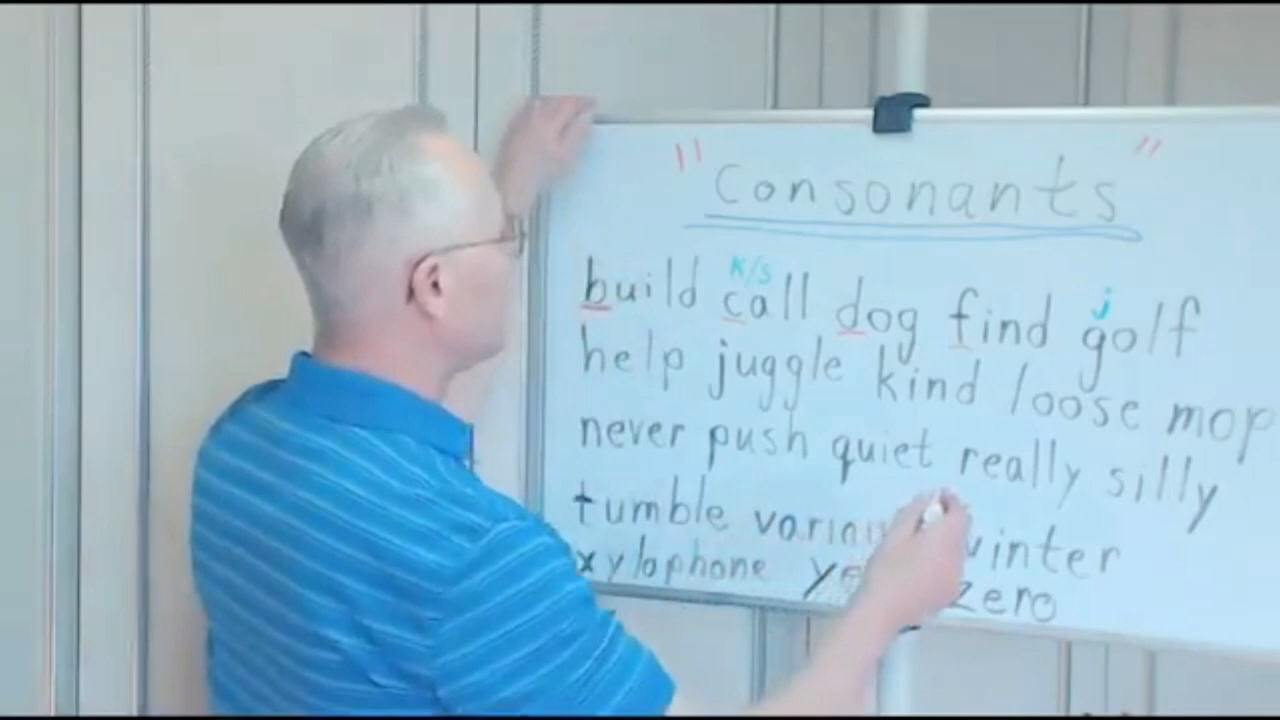 " Consonants "
k/s j
build call dog find golf
help juggle kind loose mop
never push quiet really silly
tumble winter
xylophone zero